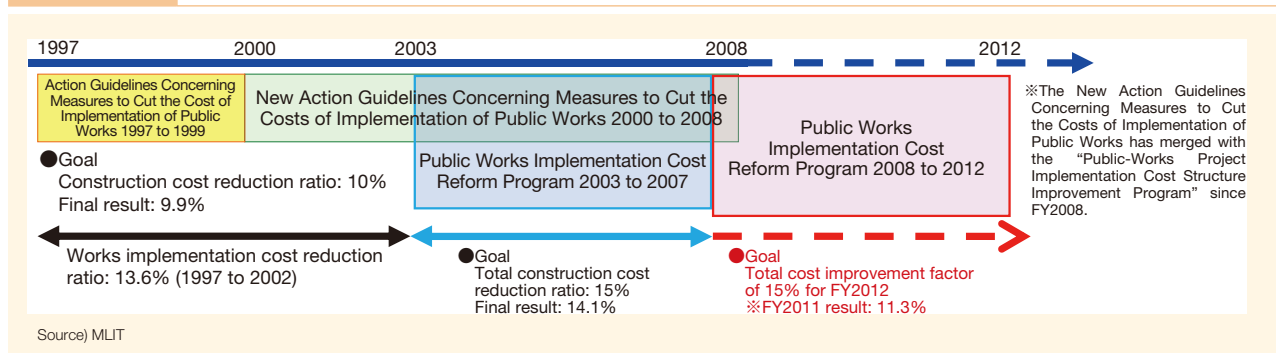 1997 2000 2003 2008 2012
Action Guidelines Concerning
Measures to Cut the Cost of
Implementation of Public
Works 1997 to 1999
New Action Guidelines Concerning Measures to Cut the
Costs of Implementation of Public Works 2000 to 2008
Public Works Implementation Cost
Reform Program 2003 to 2007
Public Works
Implementation Cost
Reform Program 2008 to 2012
※The New Action Guidelines
Concerning Measures to Cut
the Costs of Implementation of
Public Works has merged with
the “Public-Works Project
Implementation Cost Structure
Improvement Program” since
FY2008.
●Goal
Construction cost reduction ratio: 10%
Final result: 9.9%
Works implementation cost reduction
ratio: 13.6% (1997 to 2002)
●Goal
Total construction cost
reduction ratio: 15%
Final result: 14.1%
●Goal
Total cost improvement factor
of 15% for FY2012
※FY2011 result: 11.3%
Source) MLIT